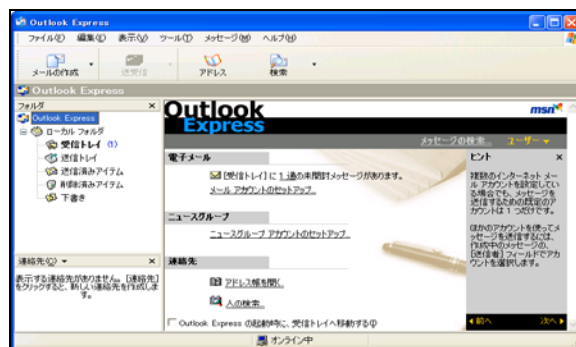 Outlook Express
ファイル(F) 編集(E) 表示(V) ツール(T) メッセージ(M) ヘルプ(H)
メールの作成 送受信 アドレス 検索
Outlook Express
フォルダ ×
Outlook Express
ローカル フォルダ
受信トレイ (1)
送信トレイ
送信済みアイテム
削除済みアイテム
下書き
連絡先(C) ×
表示する連絡先がありません。[連絡先]
をクリックすると、新しい連絡先を作成しま
す。
Outlook
Express
msn
メッセージの検索... ユーザー
電子メール
[受信トレイ]に 1 通の未開封メッセージがあります。
メール アカウントのセットアップ...
ニュースグループ
ニュースグループ アカウントのセットアップ...
連絡先
アドレス帳を開く...
人の検索...
Outlook Express の起動時に、受信トレイへ移動する(I)
ヒント ×
複数のインターネット メー
ル アカウントを設定してい
る場合でも、メッセージを
送信するための既定のア
カウントは 1 つだけです。
ほかのアカウントを使ってメ
ッセージを送信するには、
作成中のメッセージの、
[送信者] フィールドでアカ
ウントを選択します。
前へ 次へ
オンライン中